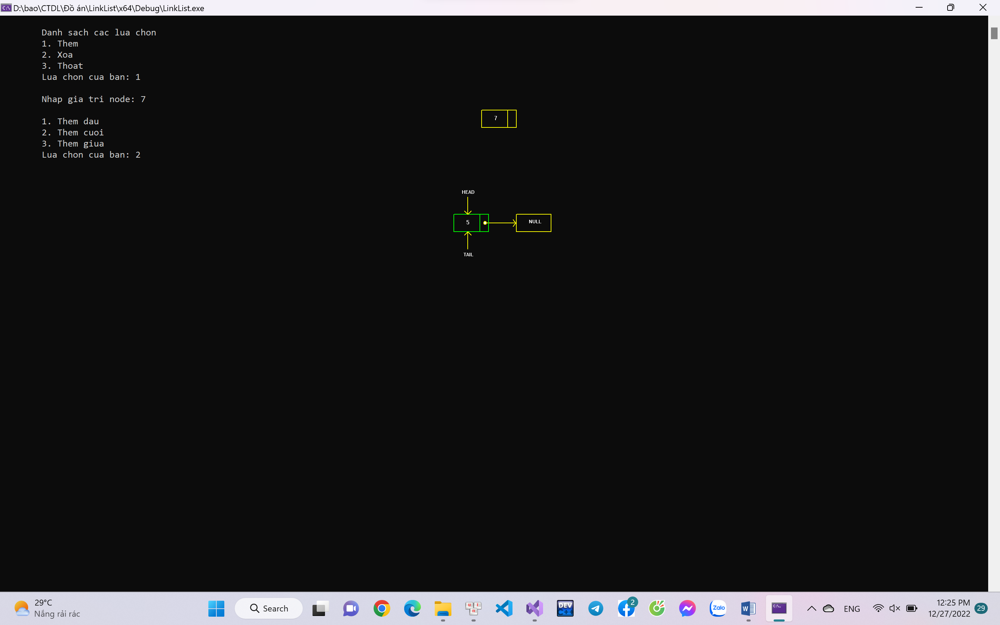 D:\bao\CTDL\Đồ án\LinkList\x64\Debug\LinkList.exe
Danh sach cac lua chon
1. Them
2. Xoa
3. Thoat
Lua chon cua ban: 1
Nhap gia tri node: 7
1. Them dau
2. Them cuoi
3. Them giua
Lua chon cua ban: 2
7
HEAD
5
NULL
TAIL
29°C
Nắng rải rác
Search
DEV
C++
2
Zalo
ENG
12:25 PM
12/27/2022
29